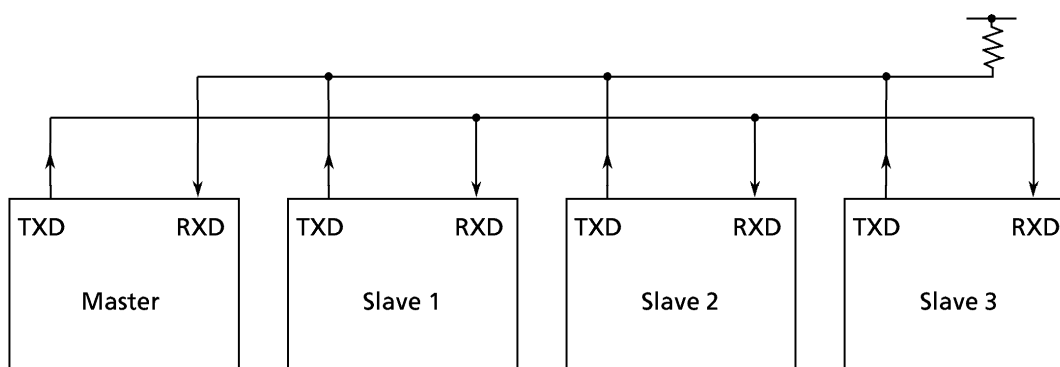 TXD RXD TXD RXD TXD RXD TXD RXD
Master Slave 1 Slave 2 Slave 3